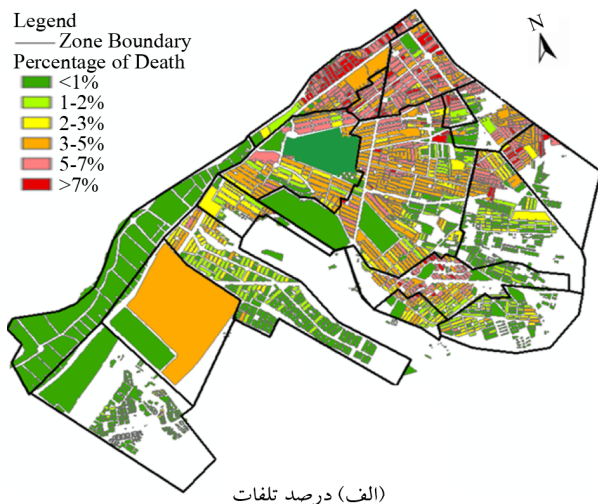 Legend
Zone Boundary
Percentage of Death
<1%
1-2%
2-3%
3-5%
5-7%
>7%
N
(الف) درصد تلفات